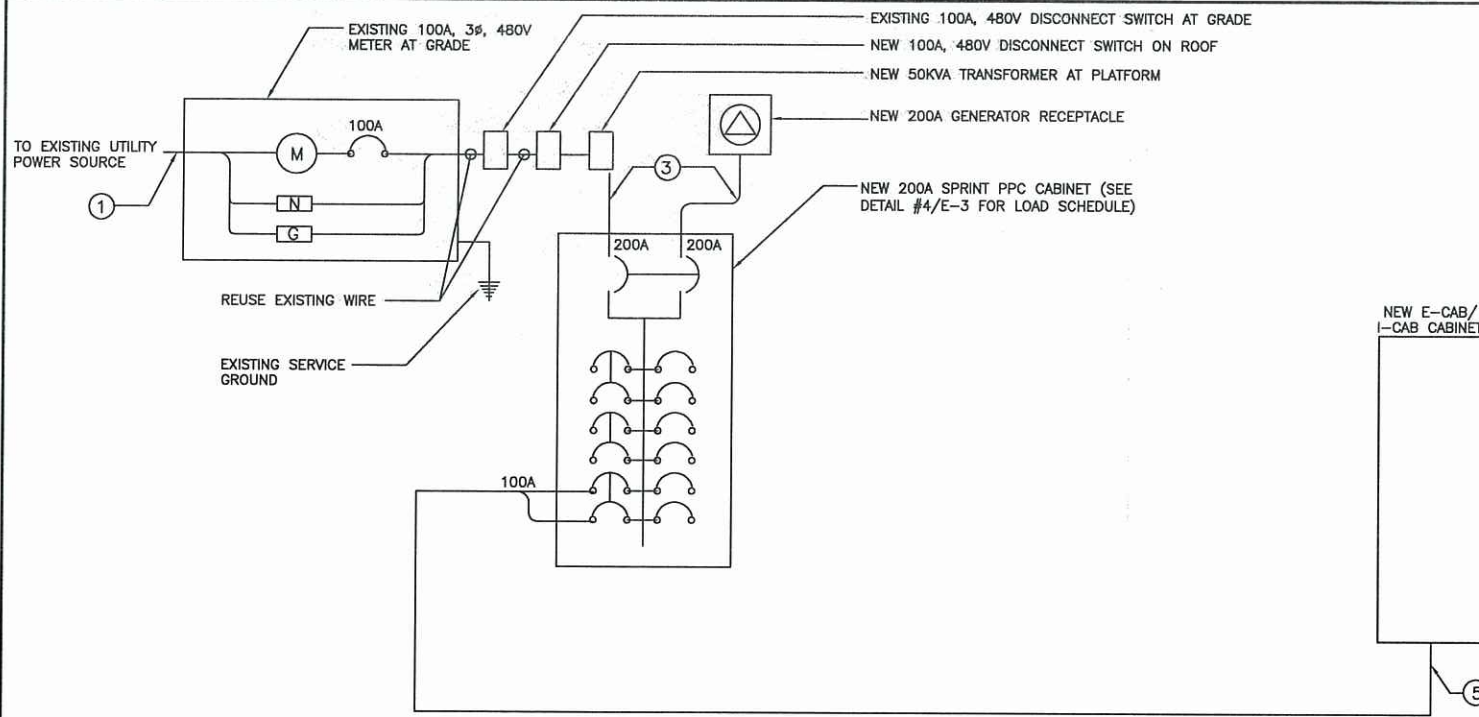 EXISTING 100A, 3ø, 480V
METER AT GRADE
EXISTING 100A, 480V DISCONNECT SWITCH AT GRADE
NEW 100A, 480V DISCONNECT SWITCH ON ROOF
NEW 50KVA TRANSFORMER AT PLATFORM
NEW 200A GENERATOR RECEPTACLE
100A
TO EXISTING UTILITY
POWER SOURCE
M
N
G
1
3
NEW 200A SPRINT PPC CABINET (SEE
DETAIL #4/E-3 FOR LOAD SCHEDULE)
200A
200A
REUSE EXISTING WIRE
EXISTING SERVICE
GROUND
NEW E-CAB/
I-CAB CABINET
100A
5